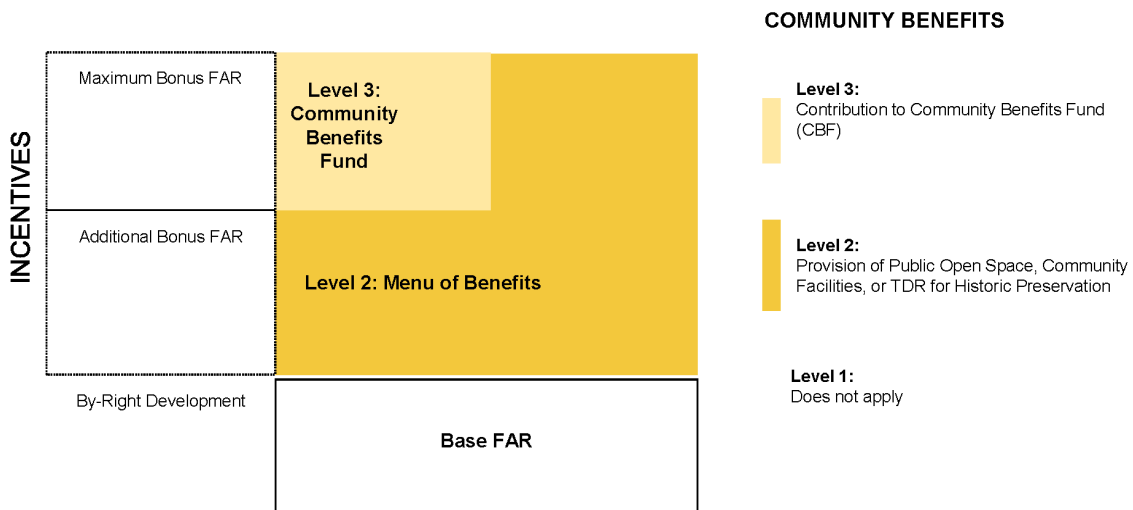 COMMUNITY BENEFITS
INCENTIVES
Maximum Bonus FAR
Level 3:
Community
Benefits
Fund
Additional Bonus FAR
Level 2: Menu of Benefits
By-Right Development
Base FAR
Level 3:
Contribution to Community Benefits Fund
(CBF)
Level 2:
Provision of Public Open Space, Community
Facilities, or TDR for Historic Preservation
Level 1:
Does not apply